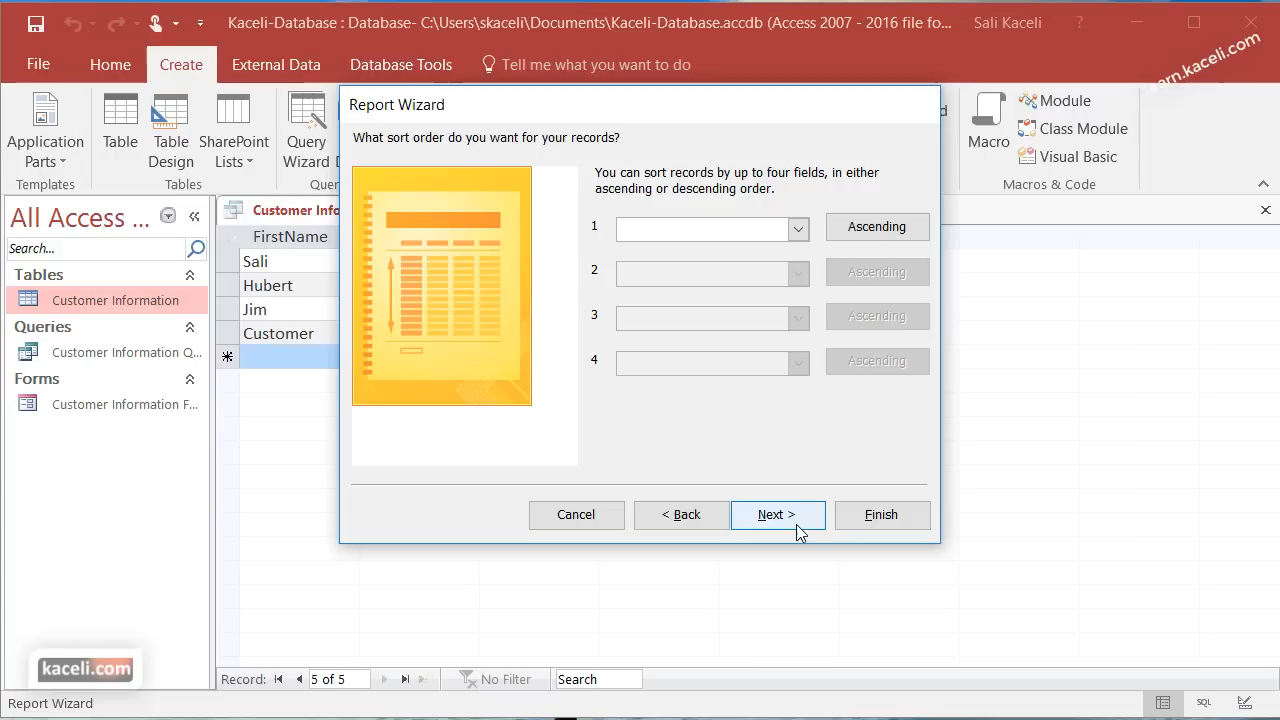 Kaceli-Database : Database- C:\Users\skaceli\Documents\Kaceli-Database.accdb (Access 2007 - 2016 file fo...
Sali Kaceli
?
learn.kaceli.com
File
Home
Create
External Data
Database Tools
Tell me what you want to do
Application
Parts
Templates
Table
Table
Design
SharePoint
Lists
Tables
Query
Wizard
Macro
Module
Class Module
Visual Basic
Macros & Code
All Access ...
Search...
Tables
Customer Information
Queries
Customer Information Q...
Forms
Customer Information F...
Customer Info
FirstName
Sali
Hubert
Jim
Customer
Report Wizard
What sort order do you want for your records?
You can sort records by up to four fields, in either
ascending or descending order.
1
Ascending
2
Ascending
3
Ascending
4
Ascending
Cancel
< Back
Next >
Finish
kaceli.com
Record:
5 of 5
No Filter
Search
Report Wizard
SQL